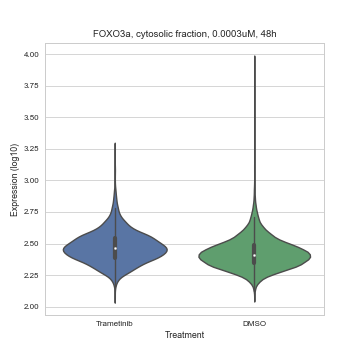 FOXO3a, cytosolic fraction, 0.0003uM, 48h
4.00
3.75
3.50
3.25
3.00
2.75
2.50
2.25
2.00
Expression (log10)
Trametinib
DMSO
Treatment